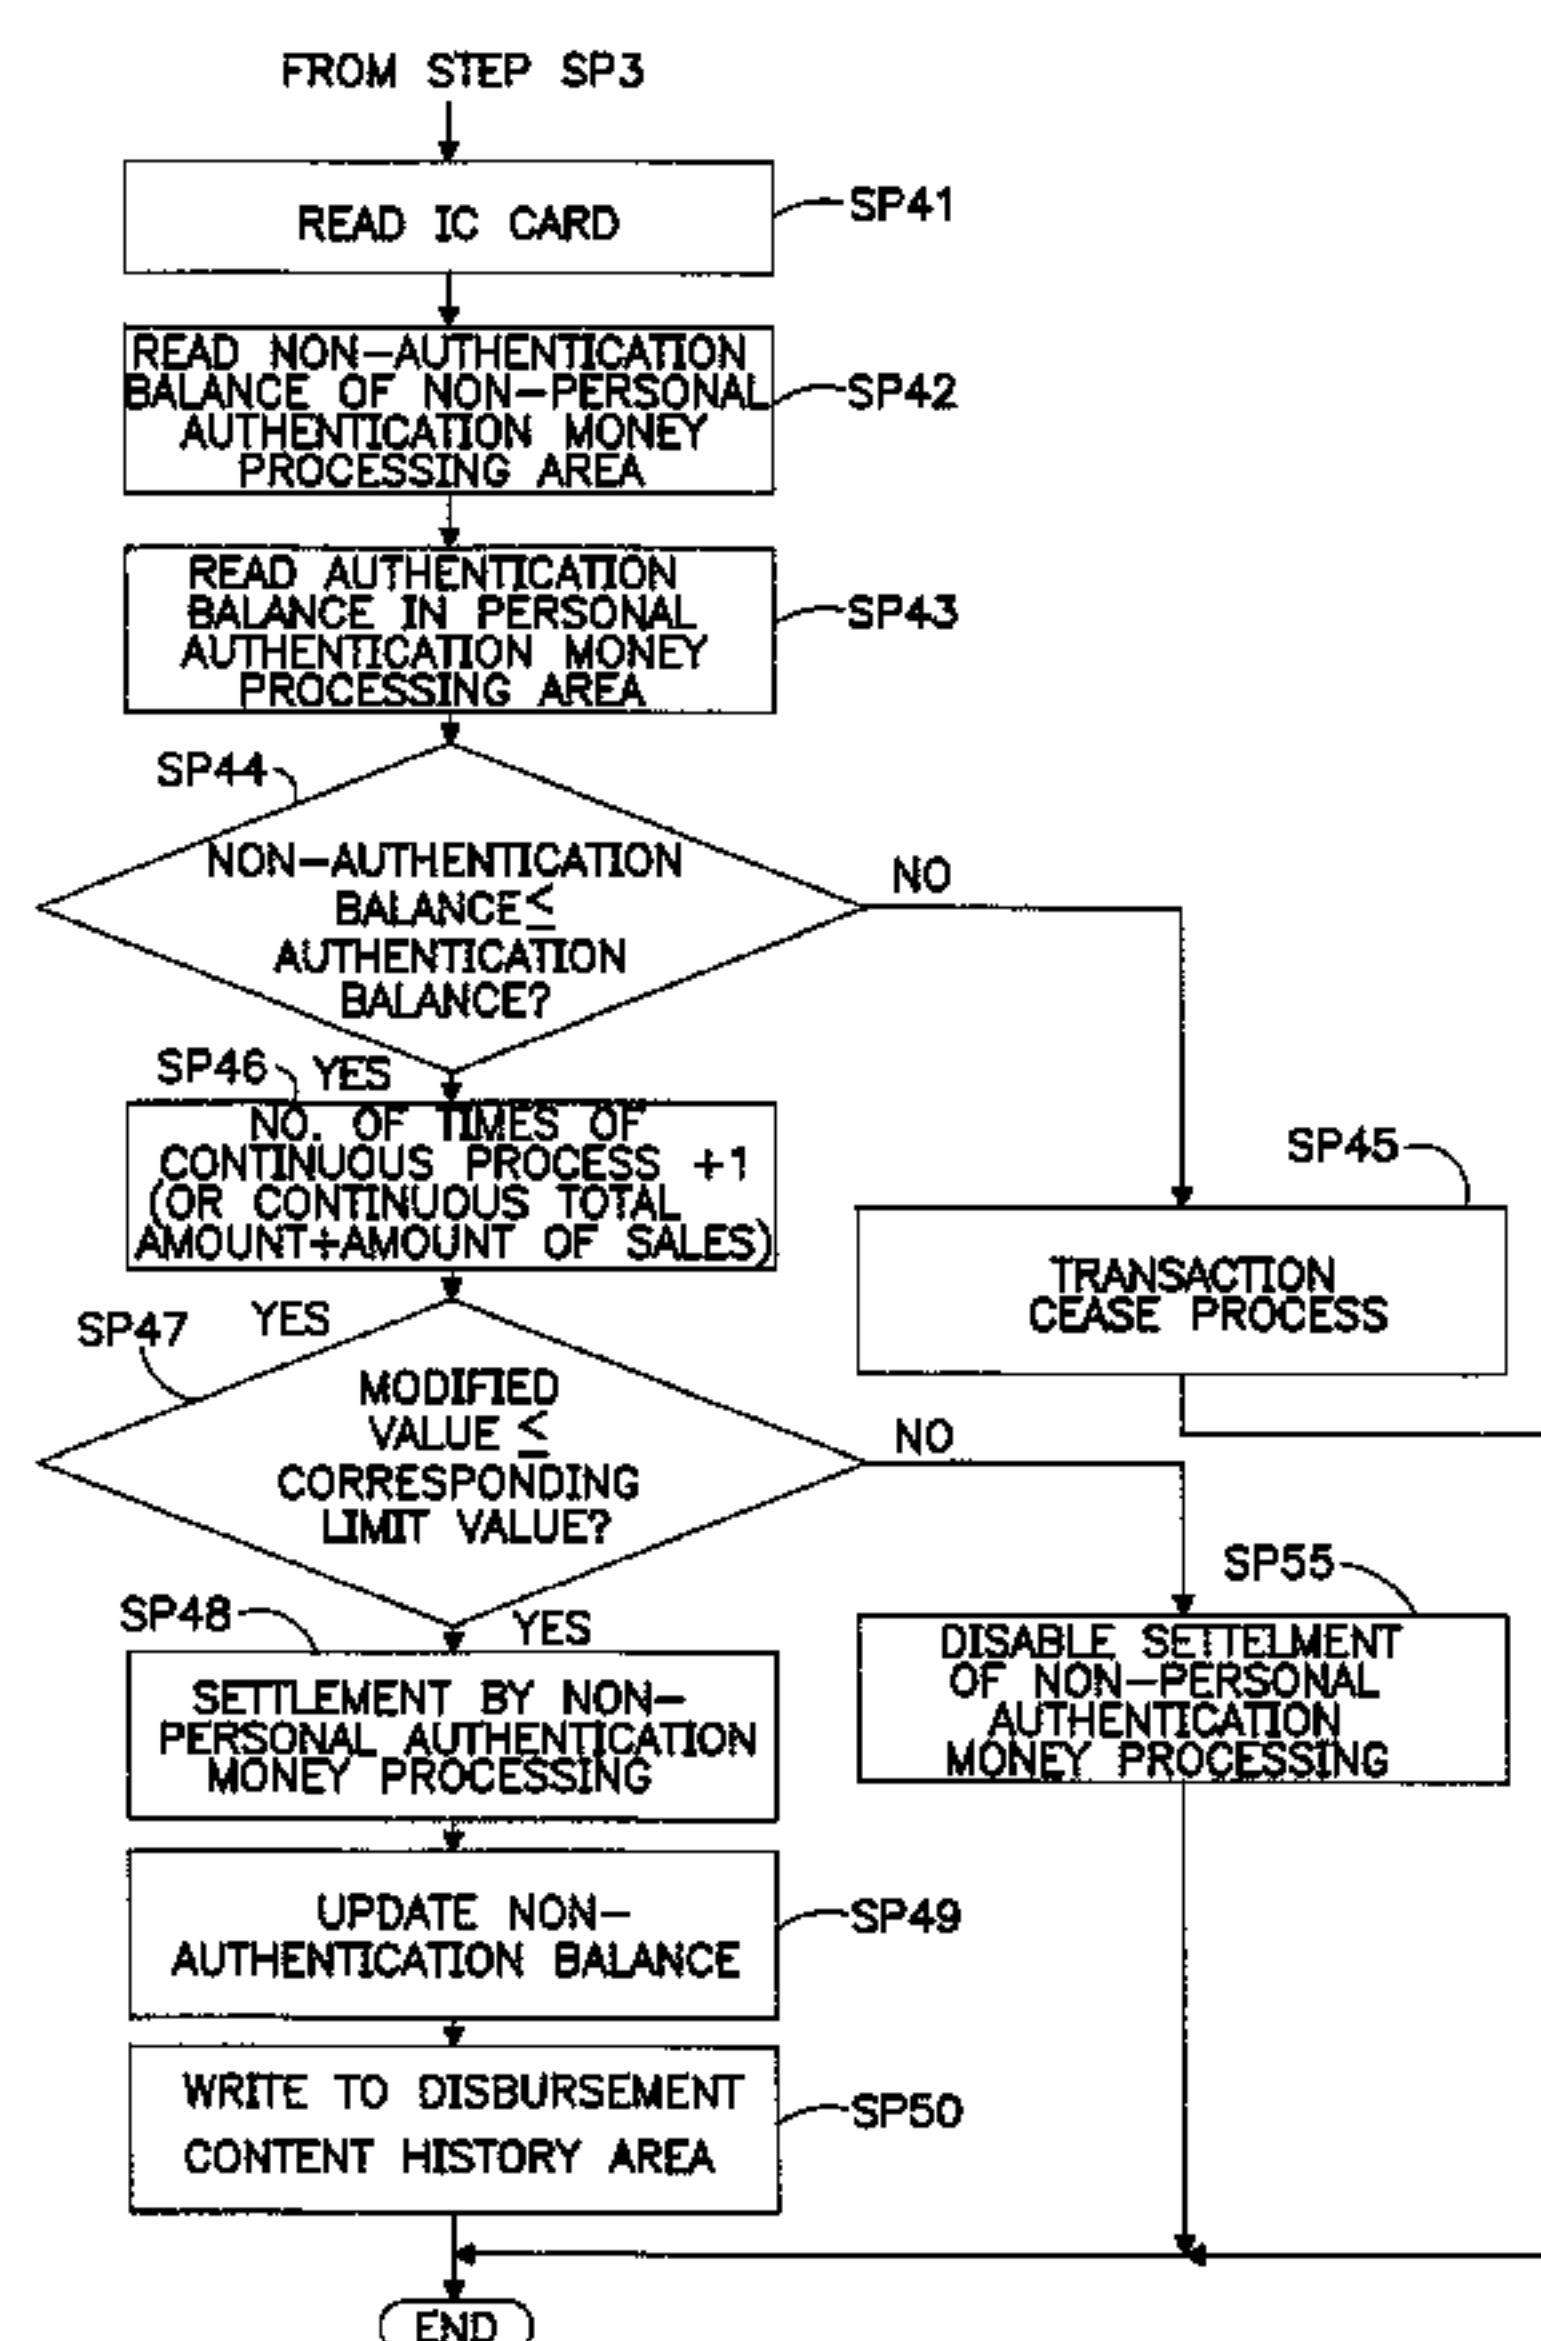 FROM STEP SP3
READ IC CARD
SP41
READ NON-AUTHENTICATION
BALANCE OF NON-PERSONAL
AUTHENTICATION MONEY
PROCESSING AREA
SP42
READ AUTHENTICATION
BALANCE IN PERSONAL
AUTHENTICATION MONEY
PROCESSING AREA
SP43
SP44
NON-AUTHENTICATION
BALANCE≤
AUTHENTICATION
BALANCE?
NO
YES
SP46
NO. OF TIMES OF
CONTINUOUS PROCESS +1
(OR CONTINUOUS TOTAL
AMOUNT+AMOUNT OF SALES)
SP45
TRANSACTION
CEASE PROCESS
YES
SP47
MODIFIED
VALUE ≤
CORRESPONDING
LIMIT VALUE?
NO
YES
SP48
SETTLEMENT BY NON-
PERSONAL AUTHENTICATION
MONEY PROCESSING
SP55
DISABLE SETTELMENT
OF NON-PERSONAL
AUTHENTICATION
MONEY PROCESSING
UPDATE NON-
AUTHENTICATION BALANCE
SP49
WRITE TO DISBURSEMENT
CONTENT HISTORY AREA
SP50
END